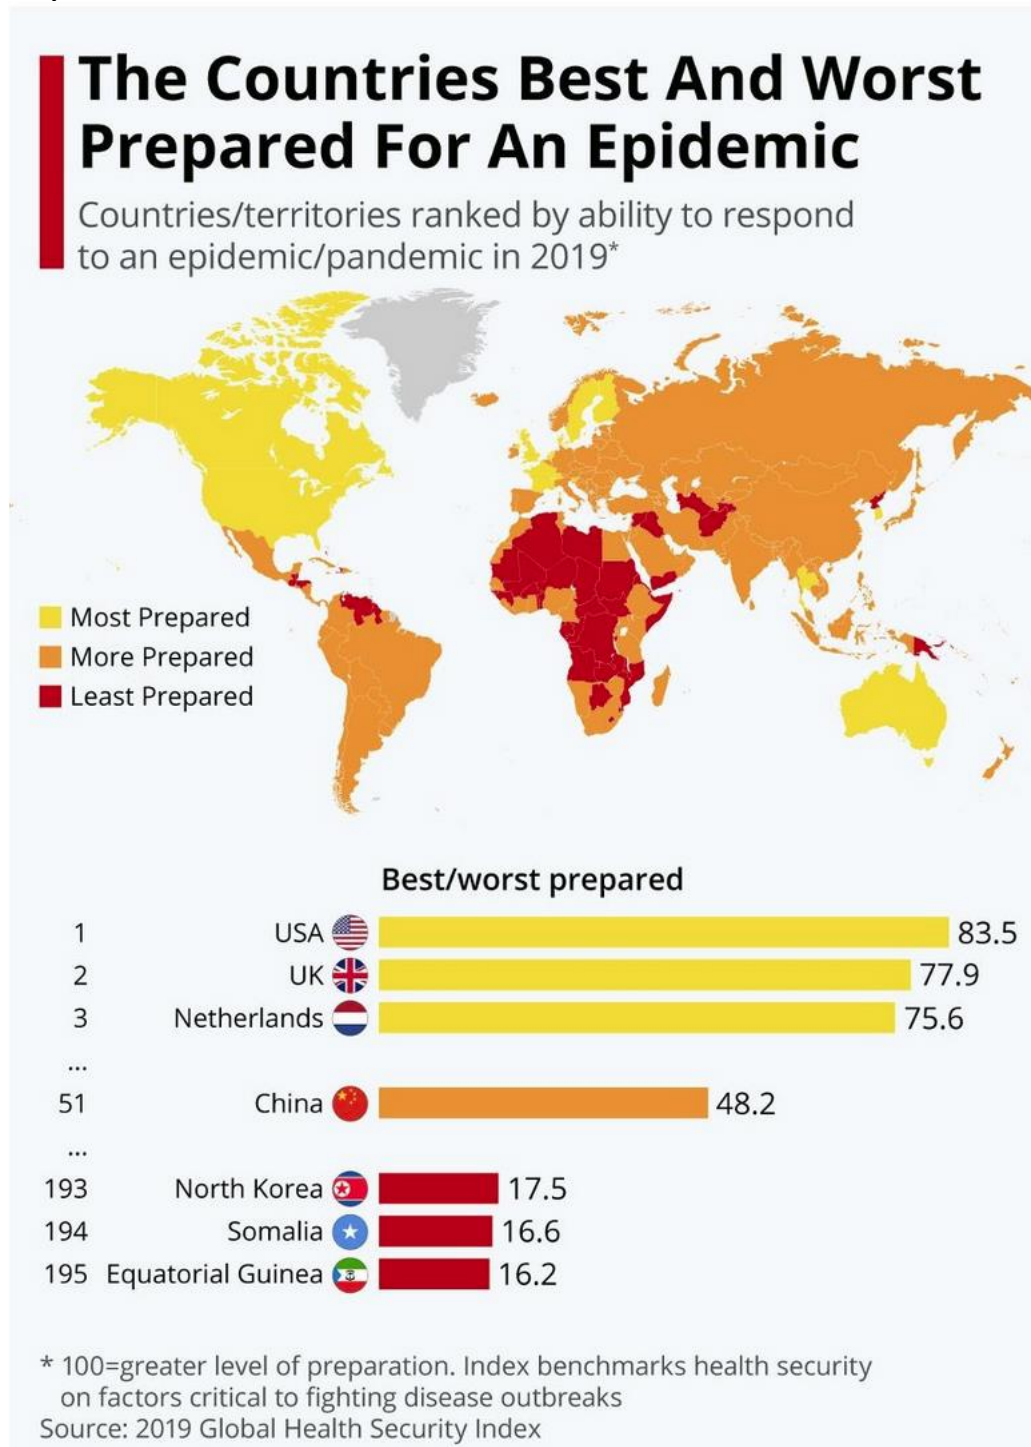 The Countries Best And Worst
Prepared For An Epidemic
Countries/territories ranked by ability to respond
to an epidemic/pandemic in 2019*
Most Prepared
More Prepared
Least Prepared
Best/worst prepared
1 USA 83.5
2 UK 77.9
3 Netherlands 75.6
...
51 China 48.2
...
193 North Korea 17.5
194 Somalia 16.6
195 Equatorial Guinea 16.2
* 100=greater level of preparation. Index benchmarks health security
on factors critical to fighting disease outbreaks
Source: 2019 Global Health Security Index